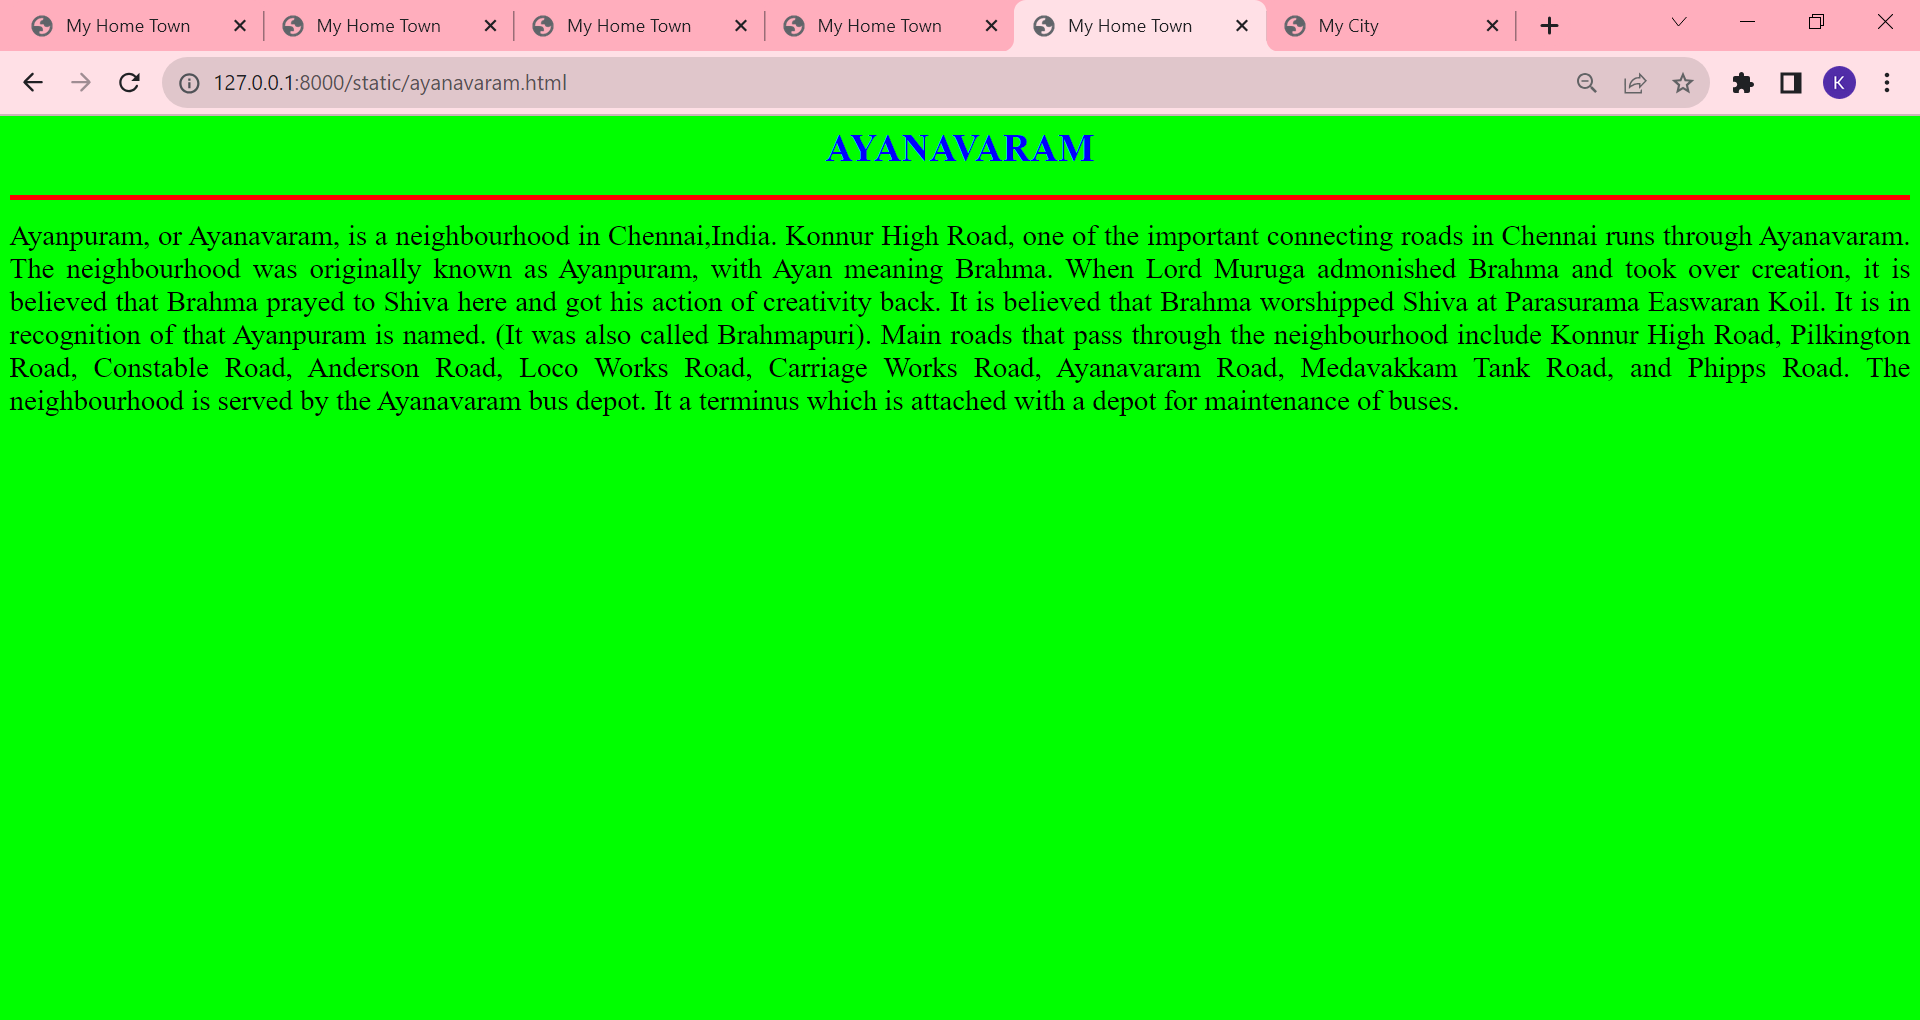 My Home Town My Home Town My Home Town My Home Town My Home Town My City
127.0.0.1:8000/static/ayanavaram.html K
AYANAVARAM
Ayanpuram, or Ayanavaram, is a neighbourhood in Chennai,India. Konnur High Road, one of the important connecting roads in Chennai runs through Ayanavaram.
The neighbourhood was originally known as Ayanpuram, with Ayan meaning Brahma. When Lord Muruga admonished Brahma and took over creation, it is
believed that Brahma prayed to Shiva here and got his action of creativity back. It is believed that Brahma worshipped Shiva at Parasurama Easwaran Koil. It is in
recognition of that Ayanpuram is named. (It was also called Brahmapuri). Main roads that pass through the neighbourhood include Konnur High Road, Pilkington
Road, Constable Road, Anderson Road, Loco Works Road, Carriage Works Road, Ayanavaram Road, Medavakkam Tank Road, and Phipps Road. The
neighbourhood is served by the Ayanavaram bus depot. It a terminus which is attached with a depot for maintenance of buses.